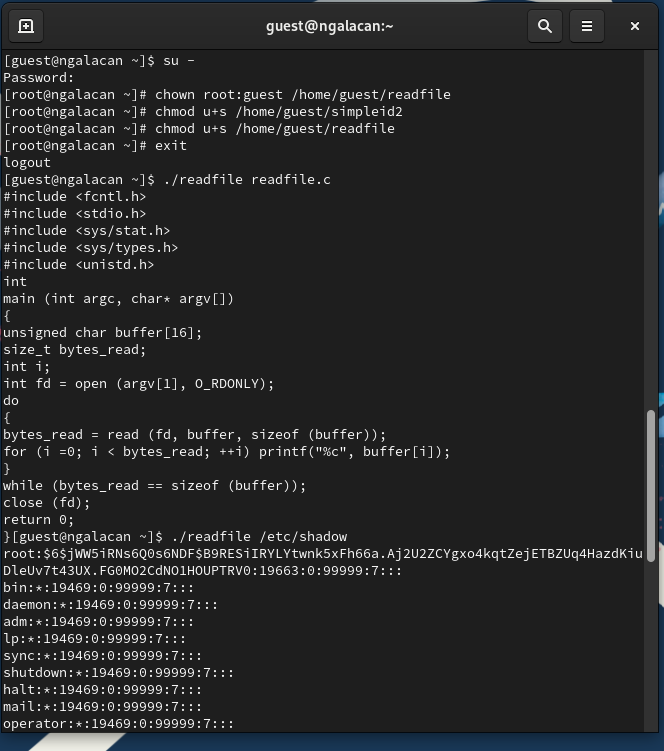 guest@ngalacan:~
[guest@ngalacan ~]$ su -
Password:
[root@ngalacan ~]# chown root:guest /home/guest/readfile
[root@ngalacan ~]# chmod u+s /home/guest/simpleid2
[root@ngalacan ~]# chmod u+s /home/guest/readfile
[root@ngalacan ~]# exit
logout
[guest@ngalacan ~]$ ./readfile readfile.c
#include <fcntl.h>
#include <stdio.h>
#include <sys/stat.h>
#include <sys/types.h>
#include <unistd.h>
int
main (int argc, char* argv[])
{
unsigned char buffer[16];
size_t bytes_read;
int i;
int fd = open (argv[1], O_RDONLY);
do
{
bytes_read = read (fd, buffer, sizeof (buffer));
for (i =0; i < bytes_read; ++i) printf("%c", buffer[i]);
}
while (bytes_read == sizeof (buffer));
close (fd);
return 0;
}[guest@ngalacan ~]$ ./readfile /etc/shadow
root:$6$jWW5iRNs6Q0s6NDF$B9RESiIRYLYtwnk5xFh66a.Aj2U2ZCYgxo4kqtZejETBZUq4HazdKiu
DleUv7t43UX.FG0MO2CdNO1HOUPTRV0:19663:0:99999:7:::
bin:*:19469:0:99999:7:::
daemon:*:19469:0:99999:7:::
adm:*:19469:0:99999:7:::
lp:*:19469:0:99999:7:::
sync:*:19469:0:99999:7:::
shutdown:*:19469:0:99999:7:::
halt:*:19469:0:99999:7:::
mail:*:19469:0:99999:7:::
operator:*:19469:0:99999:7:::